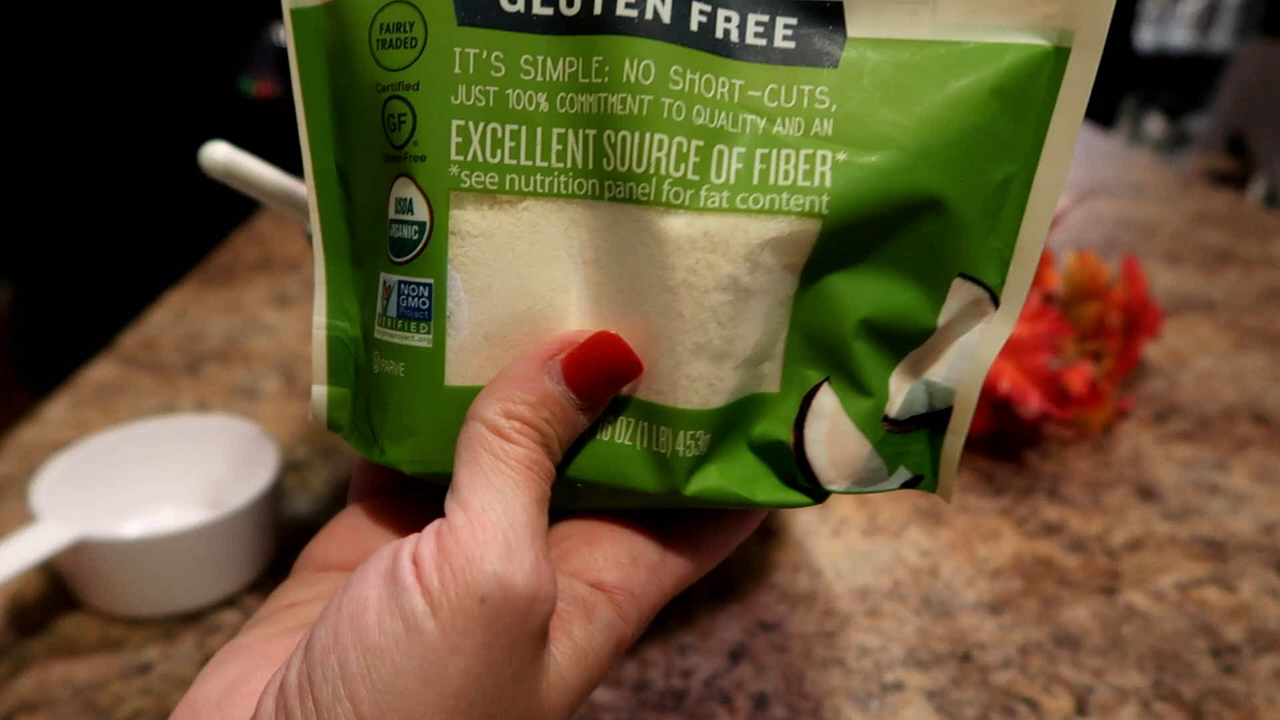 GLUTEN FREE
FAIRLY
TRADED
Certified
GF
IT'S SIMPLE: NO SHORT-CUTS,
JUST 100% COMMITMENT TO QUALITY AND AN
EXCELLENT SOURCE OF FIBER*
*see nutrition panel for fat content
USDA
ORGANIC
NON
GMO
Project
VERIFIED
PARVE
16 OZ (1 LB) 453g